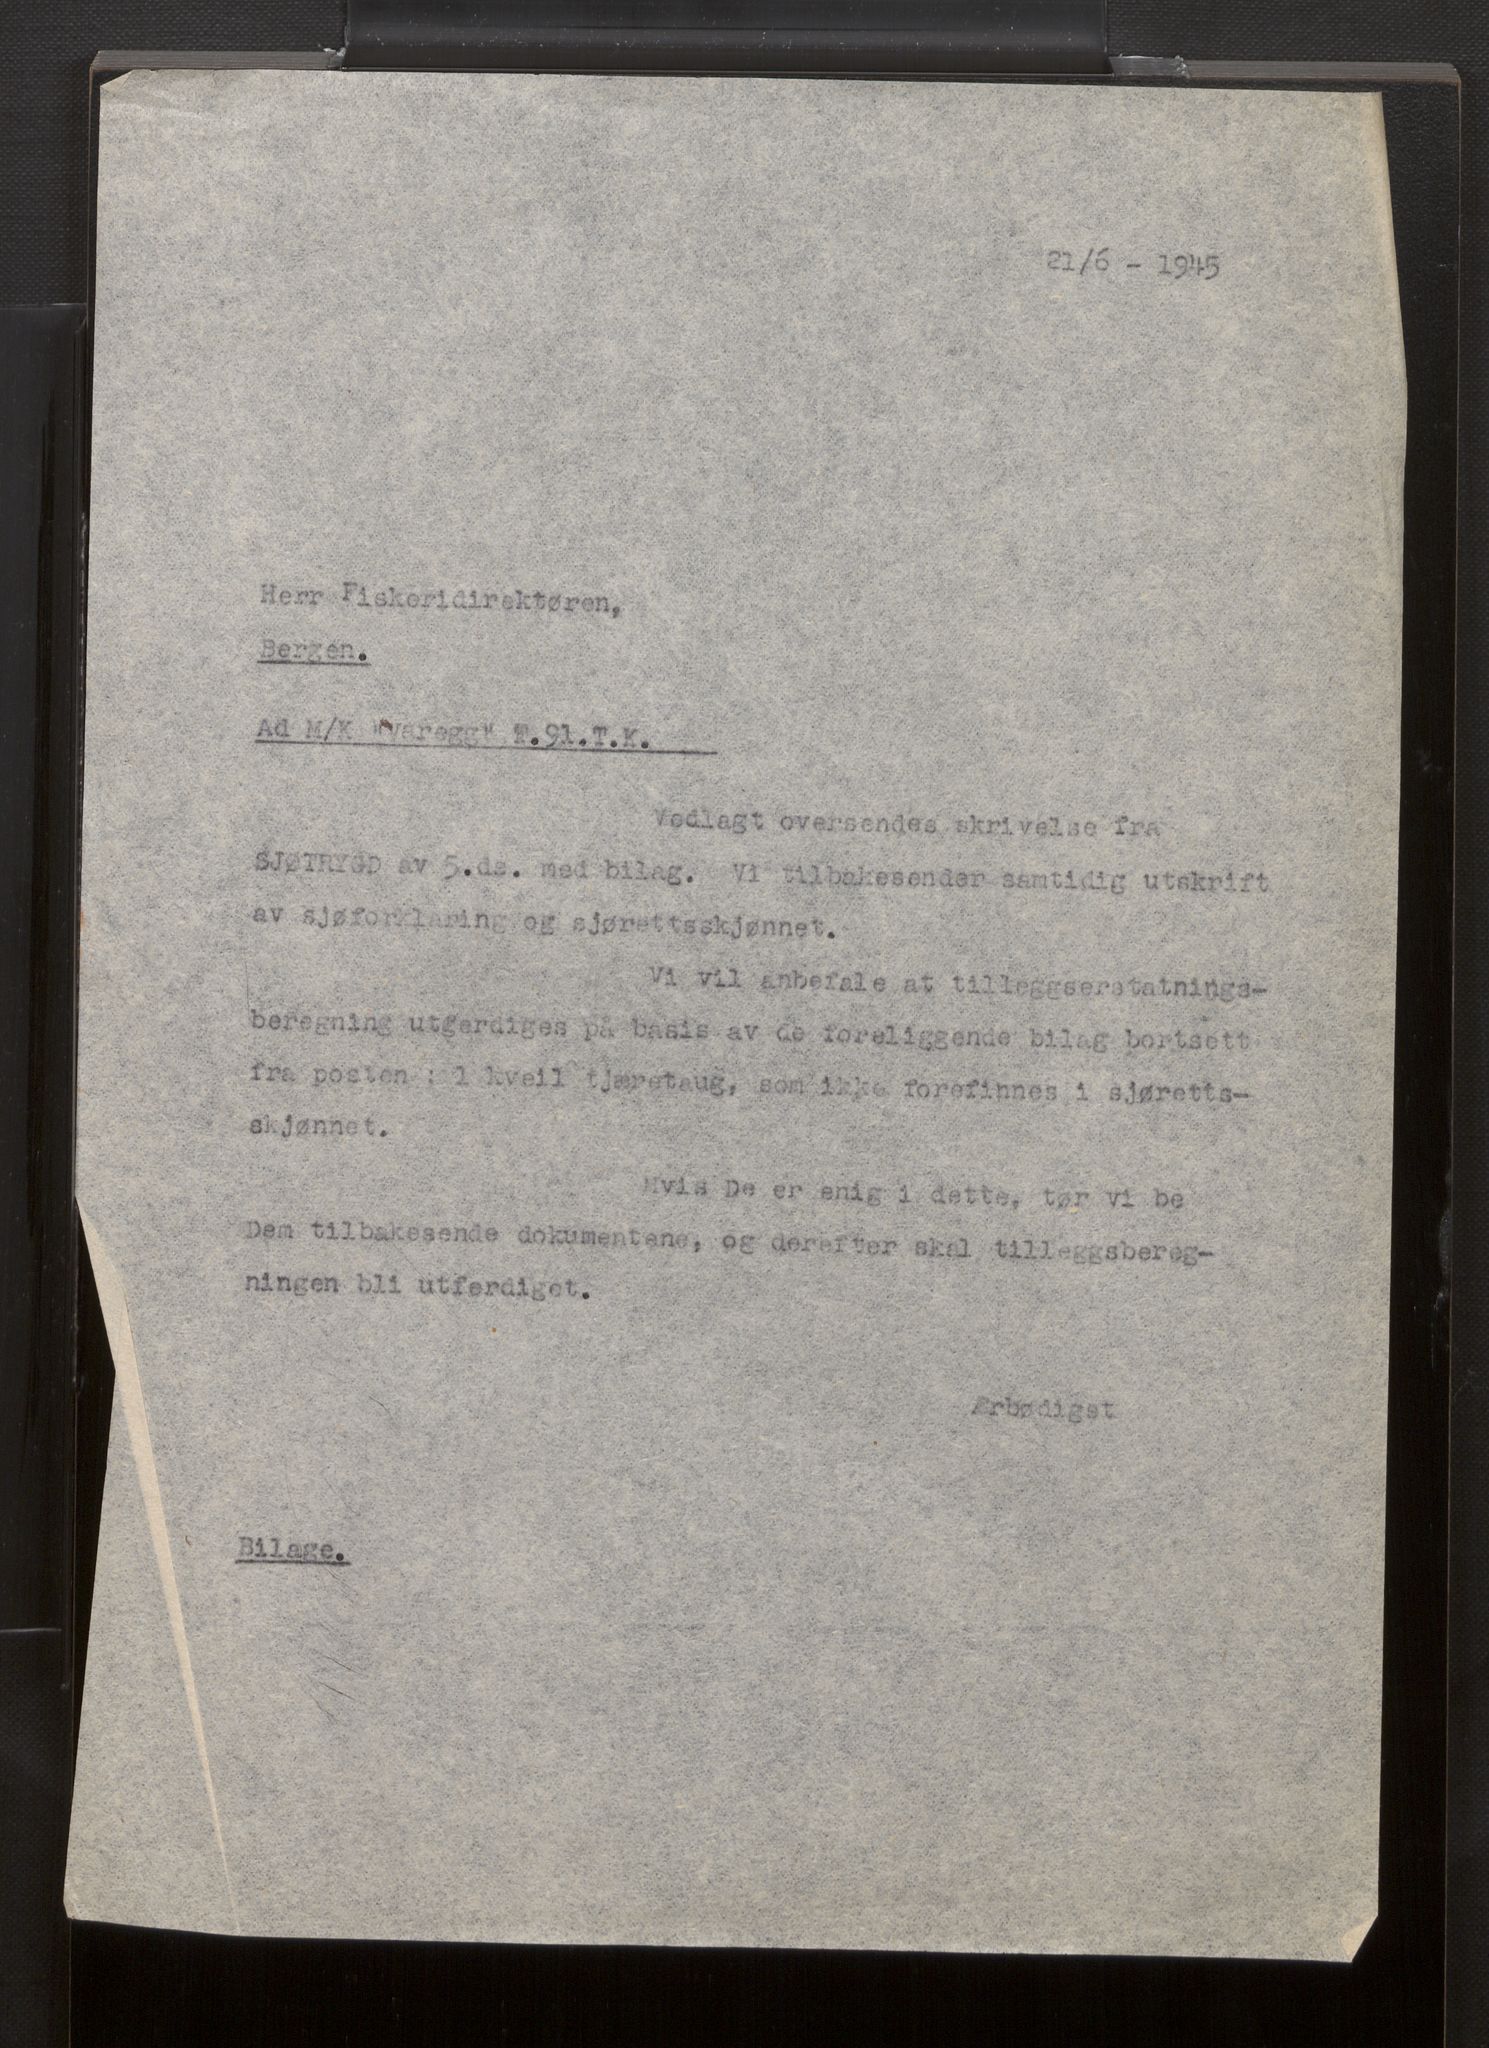 21/6 - 1945
Herr Fiskeridirektøren,
Bergen.
Ad M/K "Varegg" T.91.T.K.
Vedlagt oversendes skrivelse fra
SJØTRYGD av 5.ds. med bilag. Vi tilbakesender samtidig utskrift
av sjøforklaring og sjørettsskjønnet.
Vi vil anbefale at tilleggserstatnings-
beregning utgerdiges på basis av de foreliggende bilag bortsett
fra posten : 1 kveil tjæretaug, som ikke forefinnes i sjøretts-
skjønnet.
Hvis De er enig i dette, tør vi be
Dem tilbakesende dokumentene, og derefter skal tilleggsbereg-
ningen bli utferdiget.
Ærbødigst
Bilage.